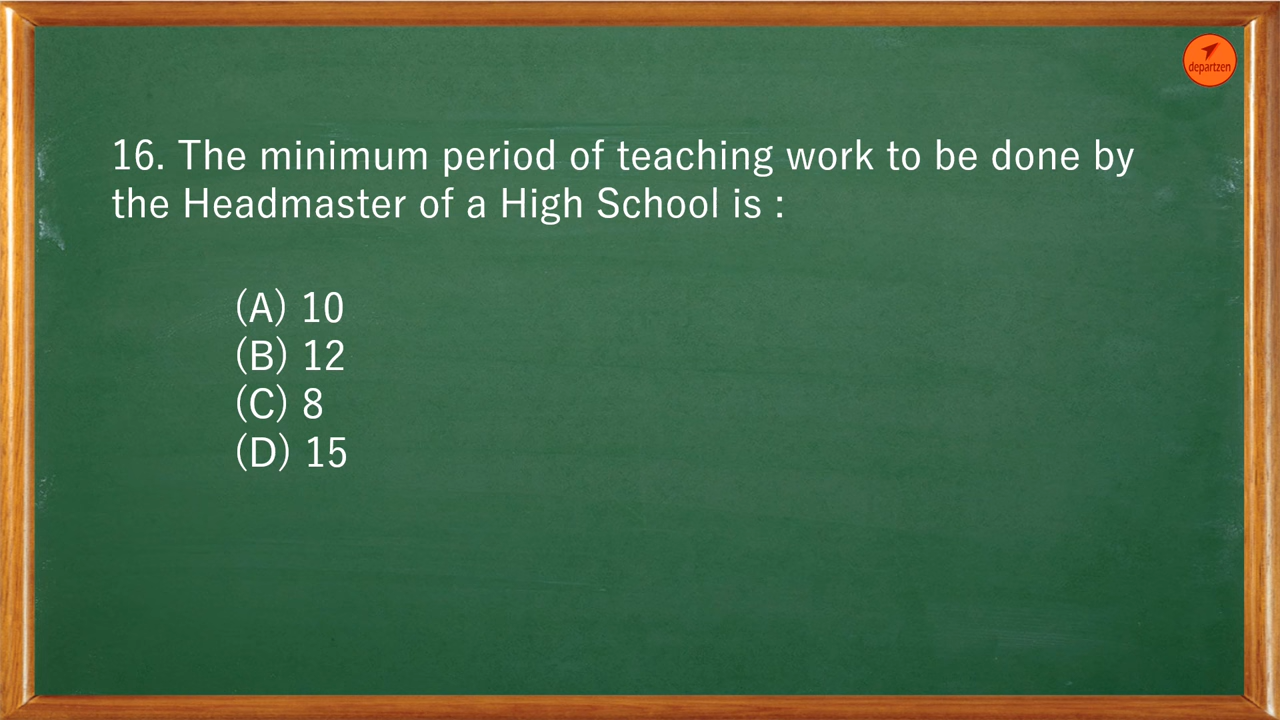 departzen
16. The minimum period of teaching work to be done by
the Headmaster of a High School is :
(A) 10
(B) 12
(C) 8
(D) 15